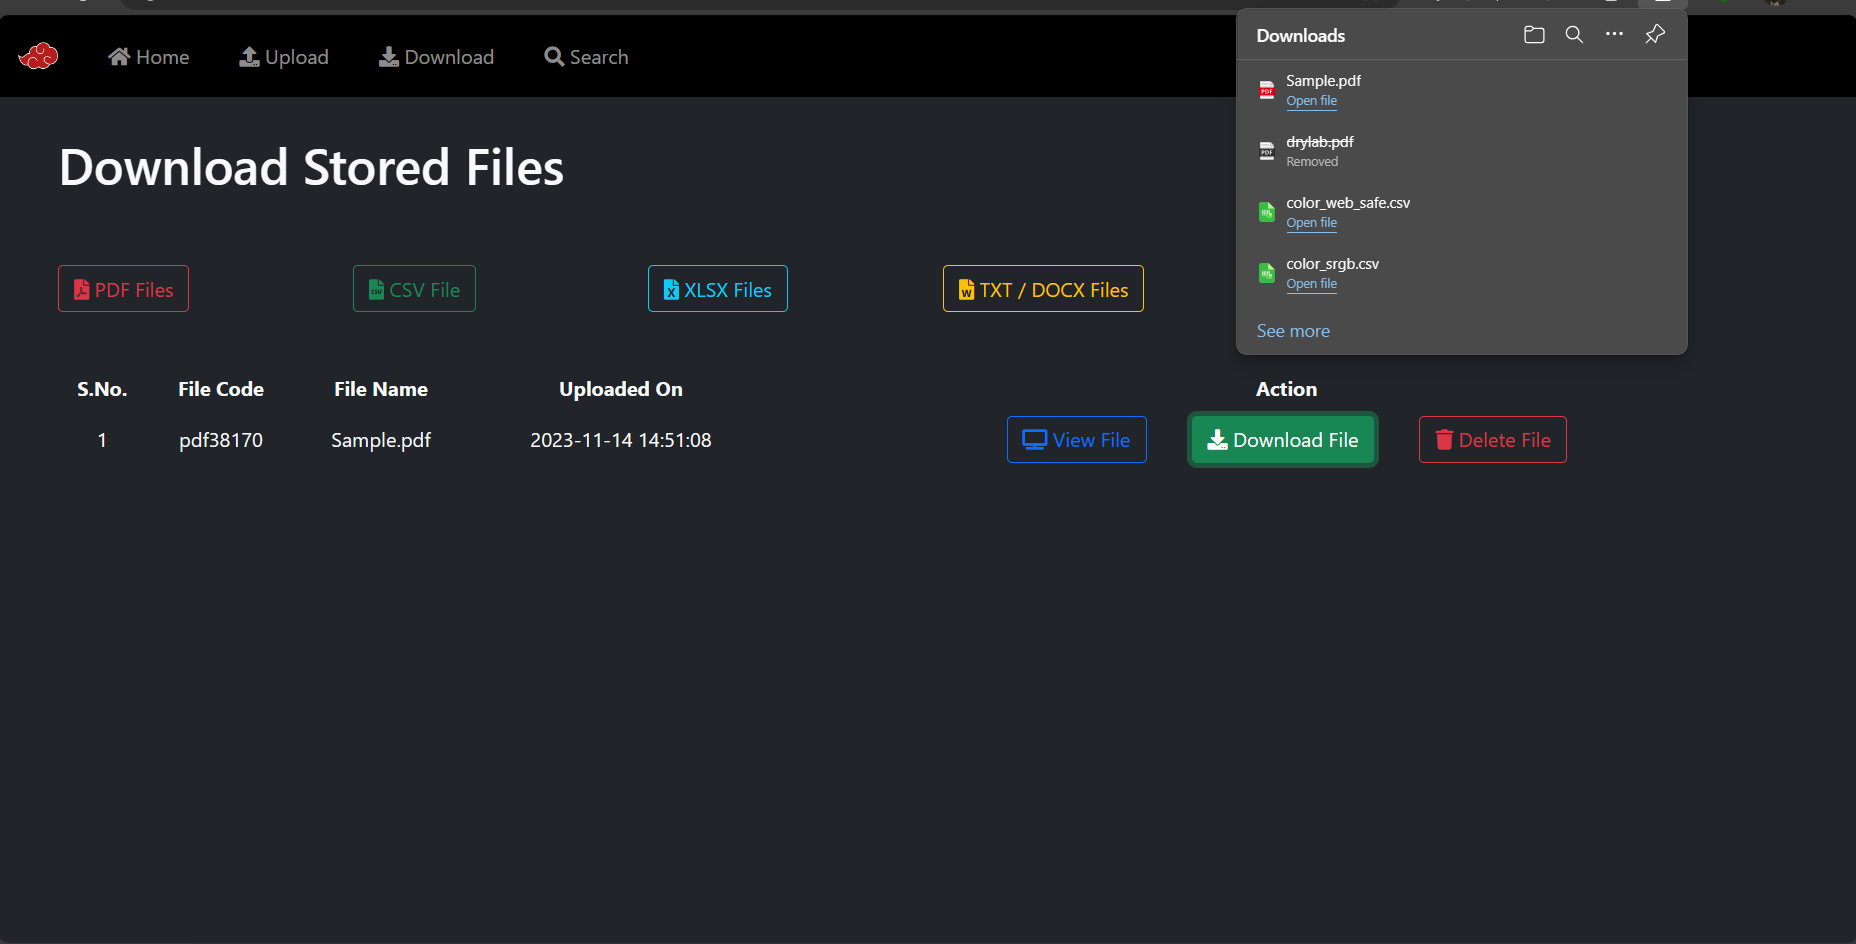 Home Upload Download Search
Downloads
Sample.pdf
Open file
drylab.pdf
Removed
color_web_safe.csv
Open file
color_srgb.csv
Open file
See more
Download Stored Files
PDF Files CSV File XLSX Files TXT / DOCX Files
S.No. File Code File Name Uploaded On Action
1 pdf38170 Sample.pdf 2023-11-14 14:51:08 View File Download File Delete File